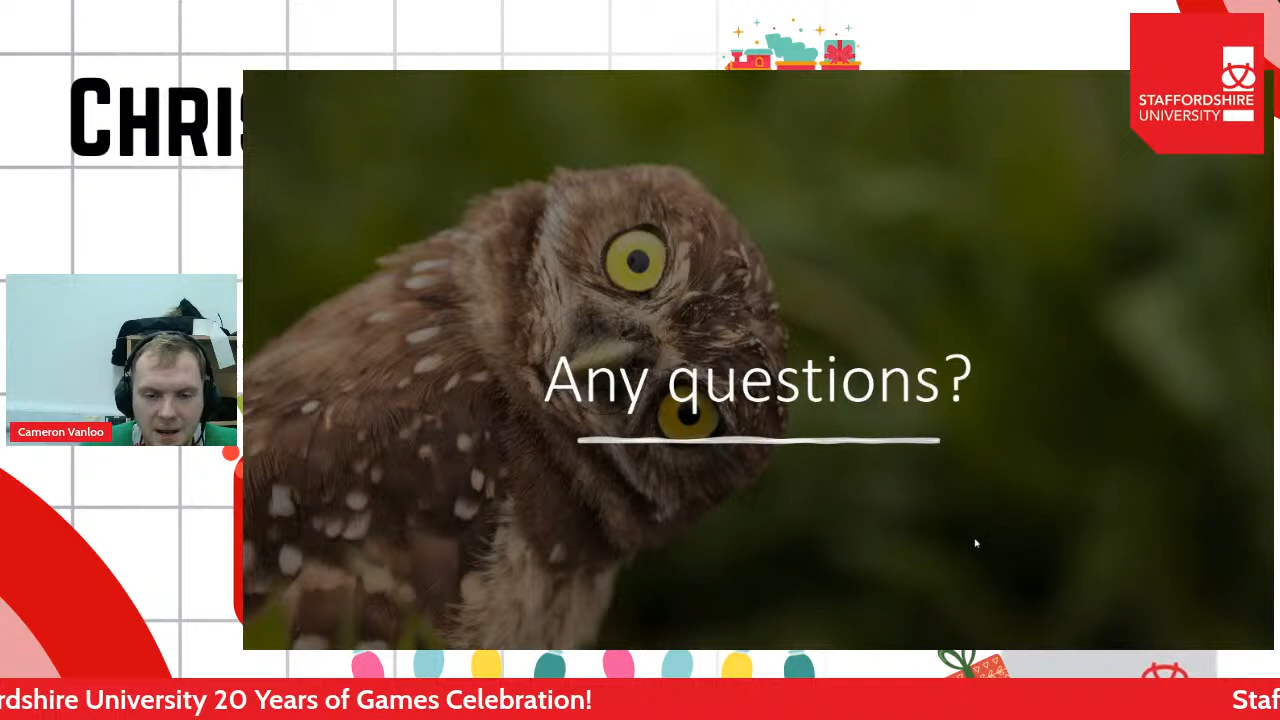 CHRIS
STAFFORDSHIRE
UNIVERSITY
Any questions?
Cameron Vanloo
rdshire University 20 Years of Games Celebration!
Staf